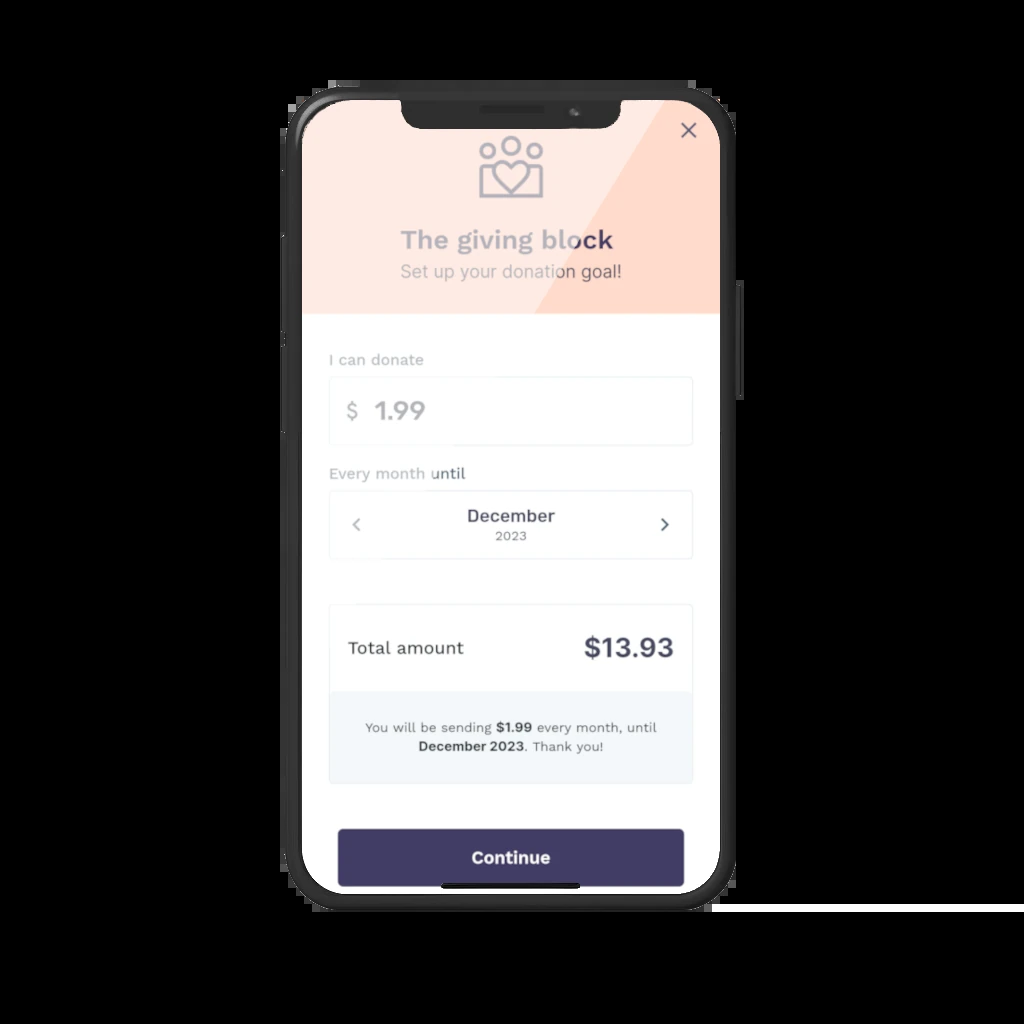 The giving block
Set up your donation goal!
I can donate
$ 1.99
Every month until
December
2023
Total amount $13.93
You will be sending $1.99 every month, until
December 2023. Thank you!
Continue